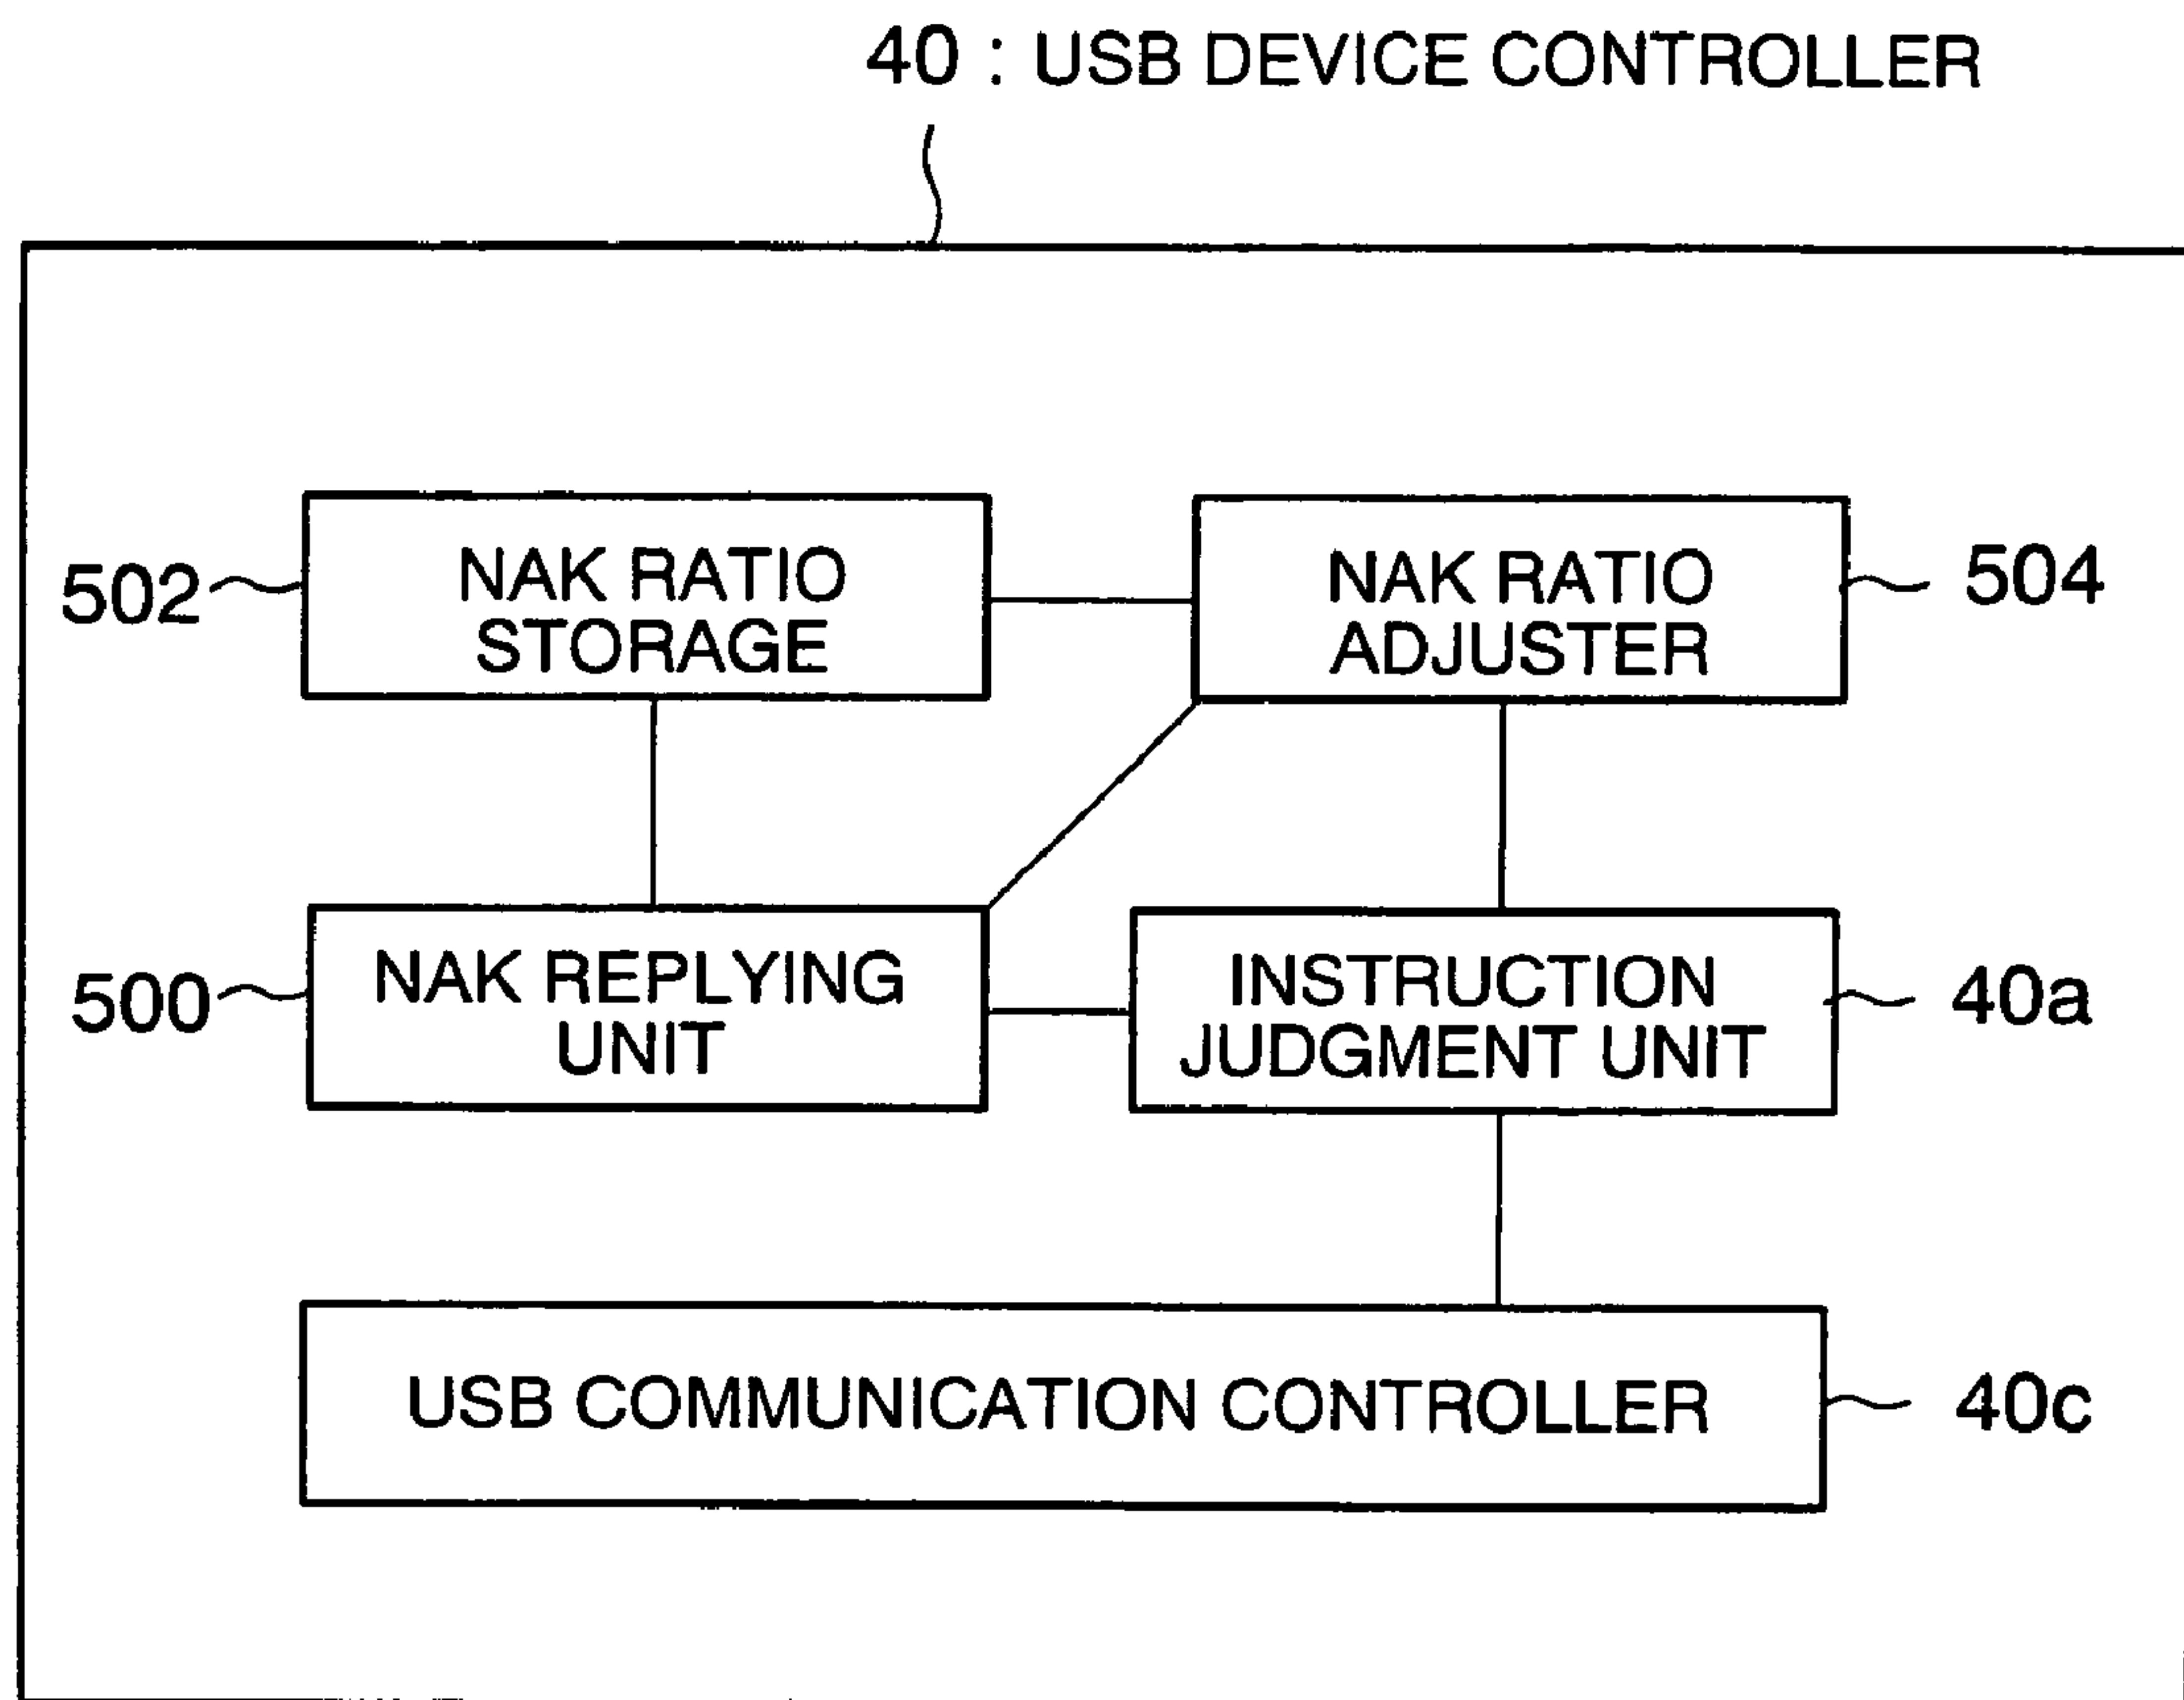 40 : USB DEVICE CONTROLLER
502
NAK RATIO
STORAGE
NAK RATIO
ADJUSTER
504
500
NAK REPLYING
UNIT
INSTRUCTION
JUDGMENT UNIT
40a
USB COMMUNICATION CONTROLLER
40c